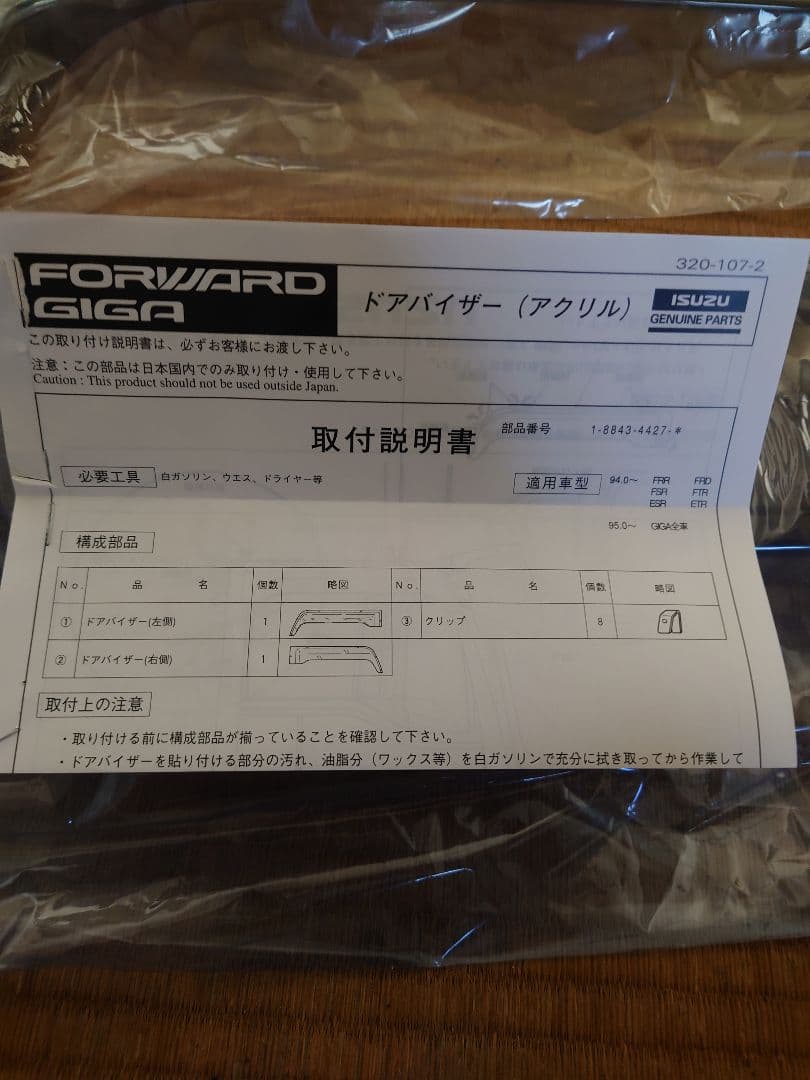 320-107-2
FORWARD
GIGA
ドアバイザー（アクリル）
ISUZU
GENUINE PARTS
この取り付け説明書は、必ずお客様にお渡し下さい。
注意：この部品は日本国内でのみ取り付け・使用して下さい。
Caution : This product should not be used outside Japan.
取付説明書
部品番号 1-8843-4427-*
必要工具 白ガソリン、ウエス、ドライヤー等
適用車型 94.0～ FRR FRD
FSR FTR
ESR ETR
95.0～ GIGA全車
構成部品
No. 品名 個数 略図 No. 品名 個数 略図
① ドアバイザー(左側) 1 ③ クリップ 8
② ドアバイザー(右側) 1
取付上の注意
・取り付ける前に構成部品が揃っていることを確認して下さい。
・ドアバイザーを貼り付ける部分の汚れ、油脂分（ワックス等）を白ガソリンで充分に拭き取ってから作業して